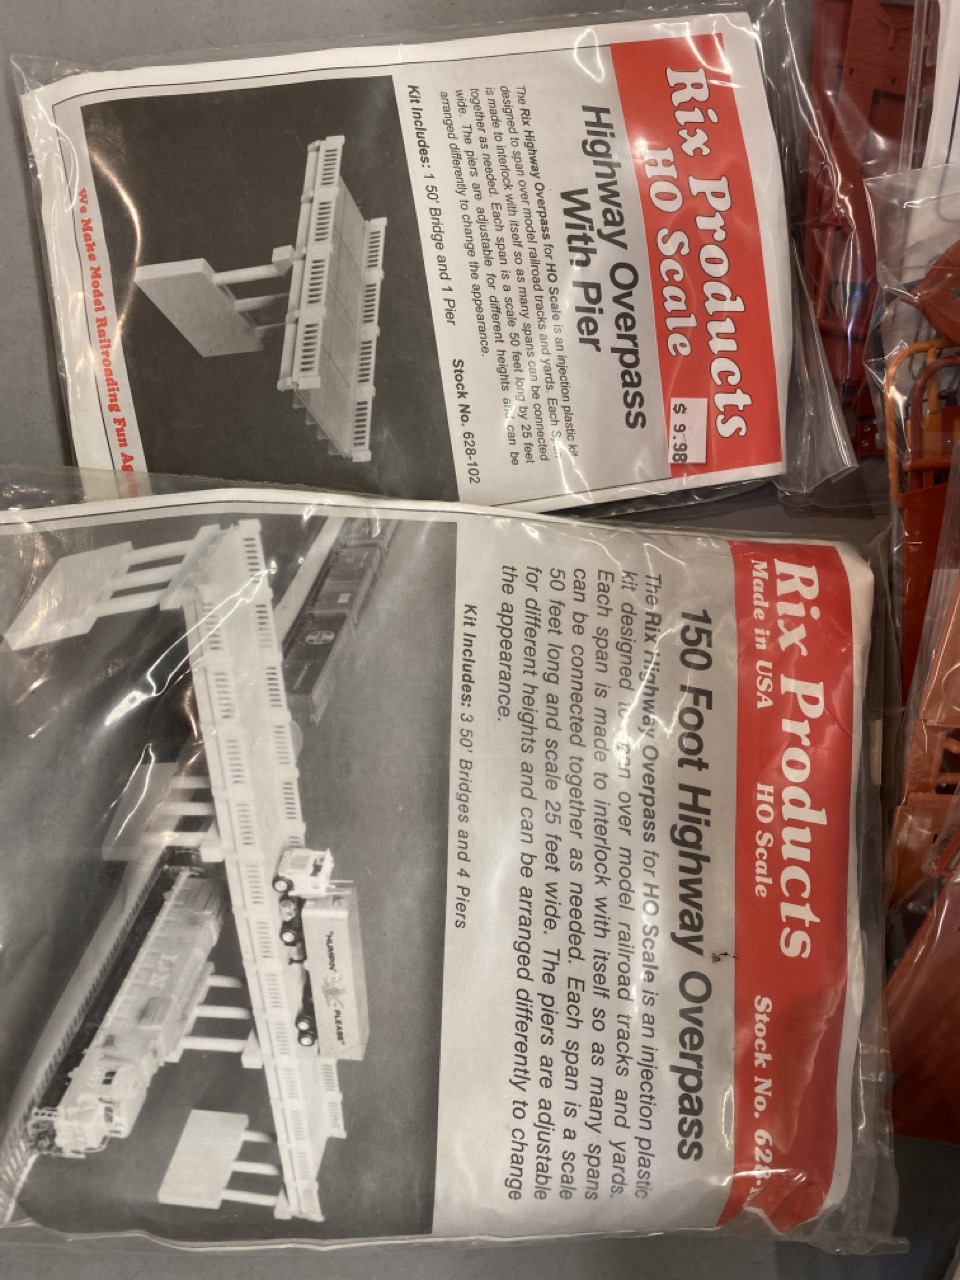 Rix Products
HO Scale
$ 9.98
Highway Overpass
With Pier
The Rix Highway Overpass for HO Scale is an injection plastic kit
designed to span over model railroad tracks and yards. Each
is made to interlock with itself so as many spans can be connected
together as needed. Each span is a scale 50 feet long by 25 feet
wide. The piers are adjustable for different heights and can be
arranged differently to change the appearance.
Kit Includes: 1 50' Bridge and 1 Pier Stock No. 628-102
We Make Model Railroading Fun
Rix Products
Made in USA HO Scale Stock No. 628-
150 Foot Highway Overpass
The Rix Highway Overpass for HO Scale is an injection plastic
kit designed to over model railroad tracks and yards.
Each span is made to interlock with itself so as many spans
can be connected together as needed. Each span is a scale
50 feet long and scale 25 feet wide. The piers are adjustable
for different heights and can be arranged differently to change
the appearance.
Kit Includes: 3 50' Bridges and 4 Piers
"HUMPIN' PLEASE"